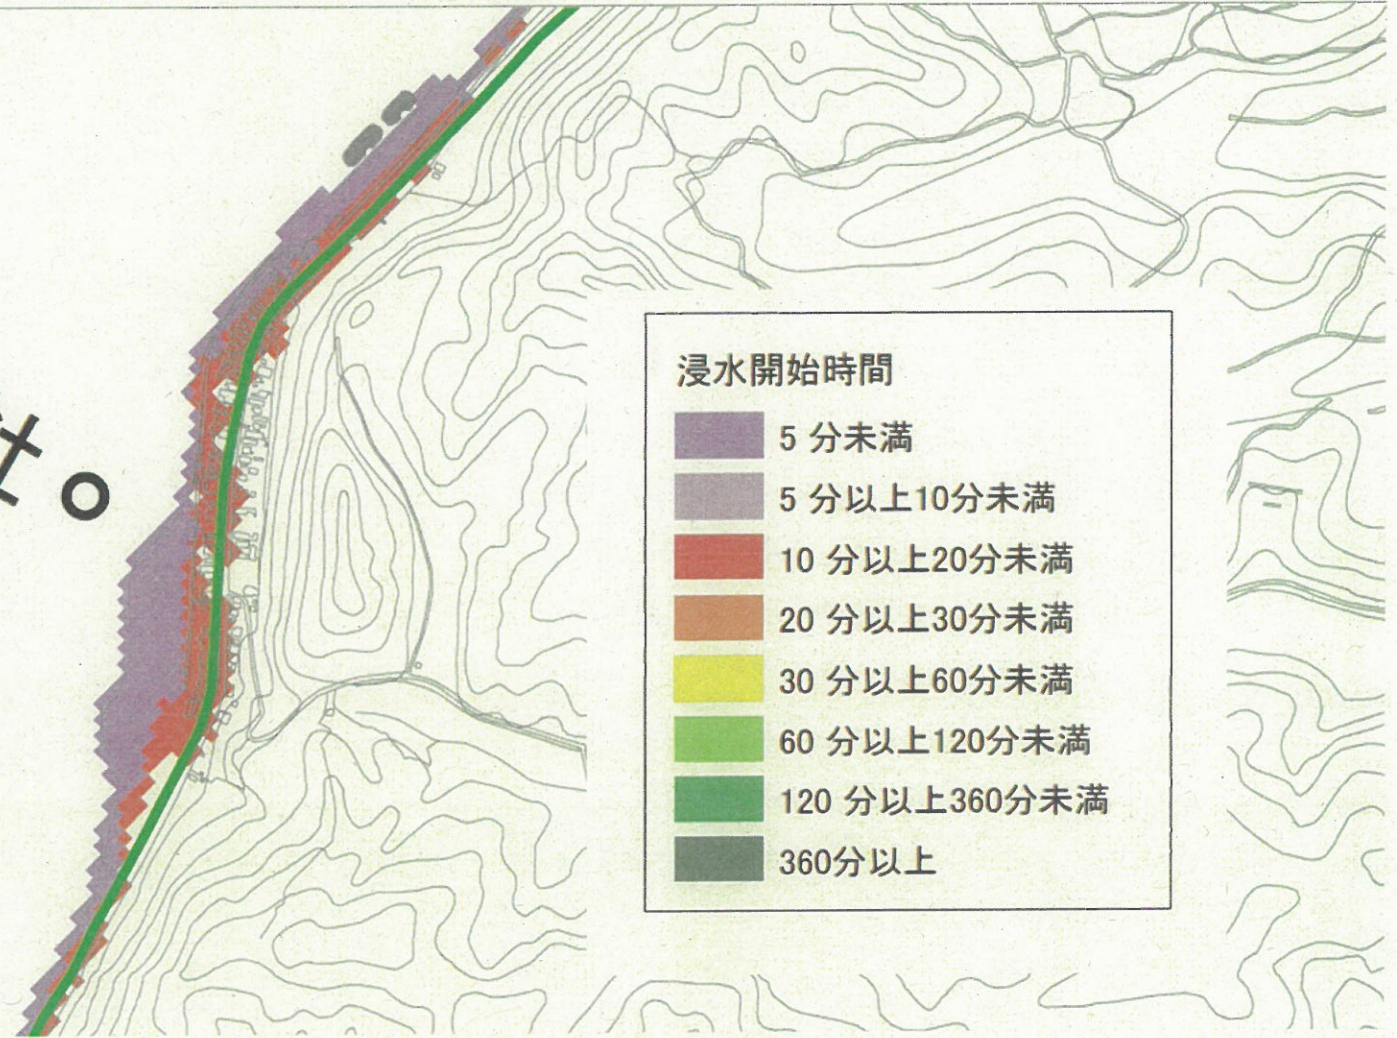 浸水開始時間
5 分未満
5 分以上10分未満
10 分以上20分未満
20 分以上30分未満
30 分以上60分未満
60 分以上120分未満
120 分以上360分未満
360分以上